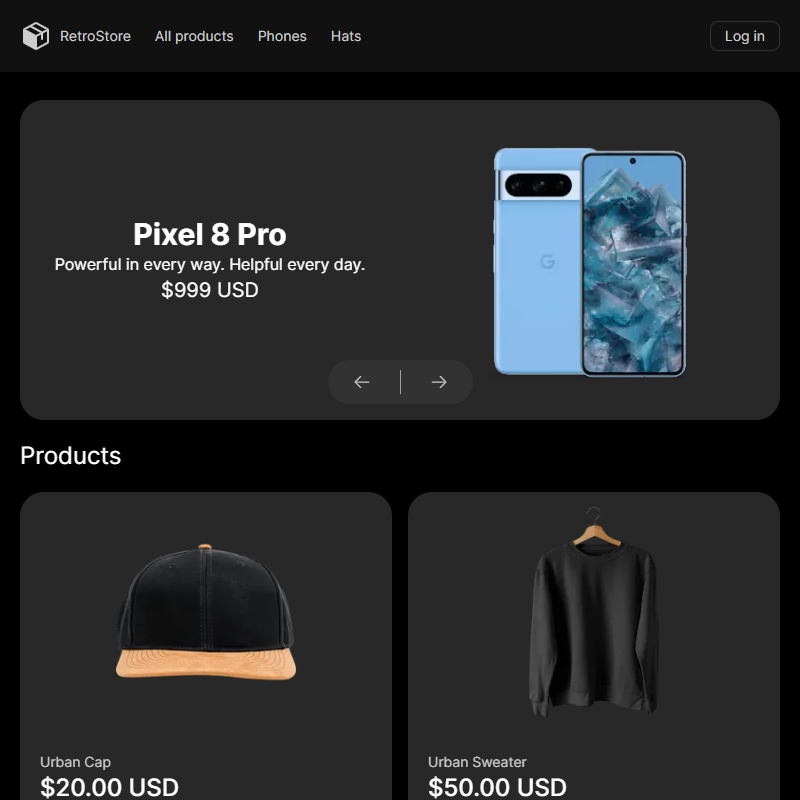 RetroStore All products Phones Hats Log in
Pixel 8 Pro
Powerful in every way. Helpful every day.
$999 USD
G
Products
Urban Cap
$20.00 USD
Urban Sweater
$50.00 USD